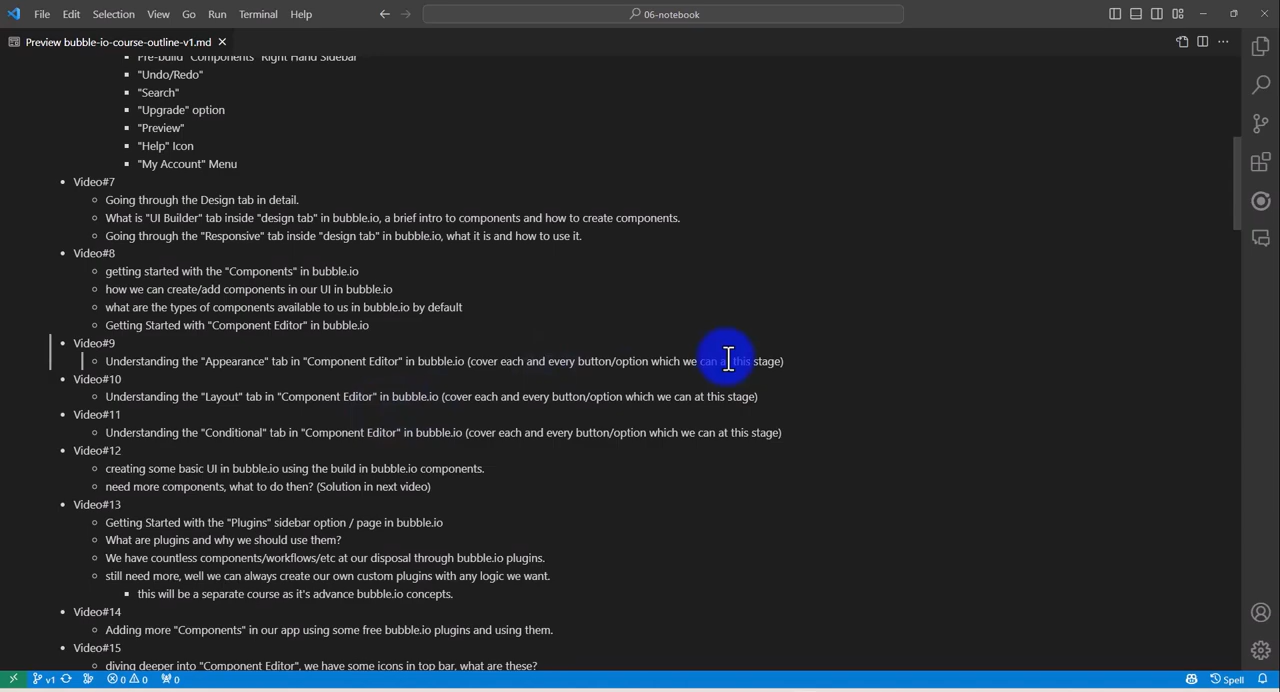 File Edit Selection View Go Run Terminal Help 06-notebook
Preview bubble-io-course-outline-v1.md
Pre-build "Components" Right Hand Sidebar
"Undo/Redo"
"Search"
"Upgrade" option
"Preview"
"Help" Icon
"My Account" Menu
Video#7
Going through the Design tab in detail.
What is "UI Builder" tab inside "design tab" in bubble.io, a brief intro to components and how to create components.
Going through the "Responsive" tab inside "design tab" in bubble.io, what it is and how to use it.
Video#8
getting started with the "Components" in bubble.io
how we can create/add components in our UI in bubble.io
what are the types of components available to us in bubble.io by default
Getting Started with "Component Editor" in bubble.io
Video#9
Understanding the "Appearance" tab in "Component Editor" in bubble.io (cover each and every button/option which we can at this stage)
Video#10
Understanding the "Layout" tab in "Component Editor" in bubble.io (cover each and every button/option which we can at this stage)
Video#11
Understanding the "Conditional" tab in "Component Editor" in bubble.io (cover each and every button/option which we can at this stage)
Video#12
creating some basic UI in bubble.io using the build in bubble.io components.
need more components, what to do then? (Solution in next video)
Video#13
Getting Started with the "Plugins" sidebar option / page in bubble.io
What are plugins and why we should use them?
We have countless components/workflows/etc at our disposal through bubble.io plugins.
still need more, well we can always create our own custom plugins with any logic we want.
this will be a separate course as it's advance bubble.io concepts.
Video#14
Adding more "Components" in our app using some free bubble.io plugins and using them.
Video#15
diving deeper into "Component Editor", we have some icons in top bar, what are these?
v1 0 0 0 Spell